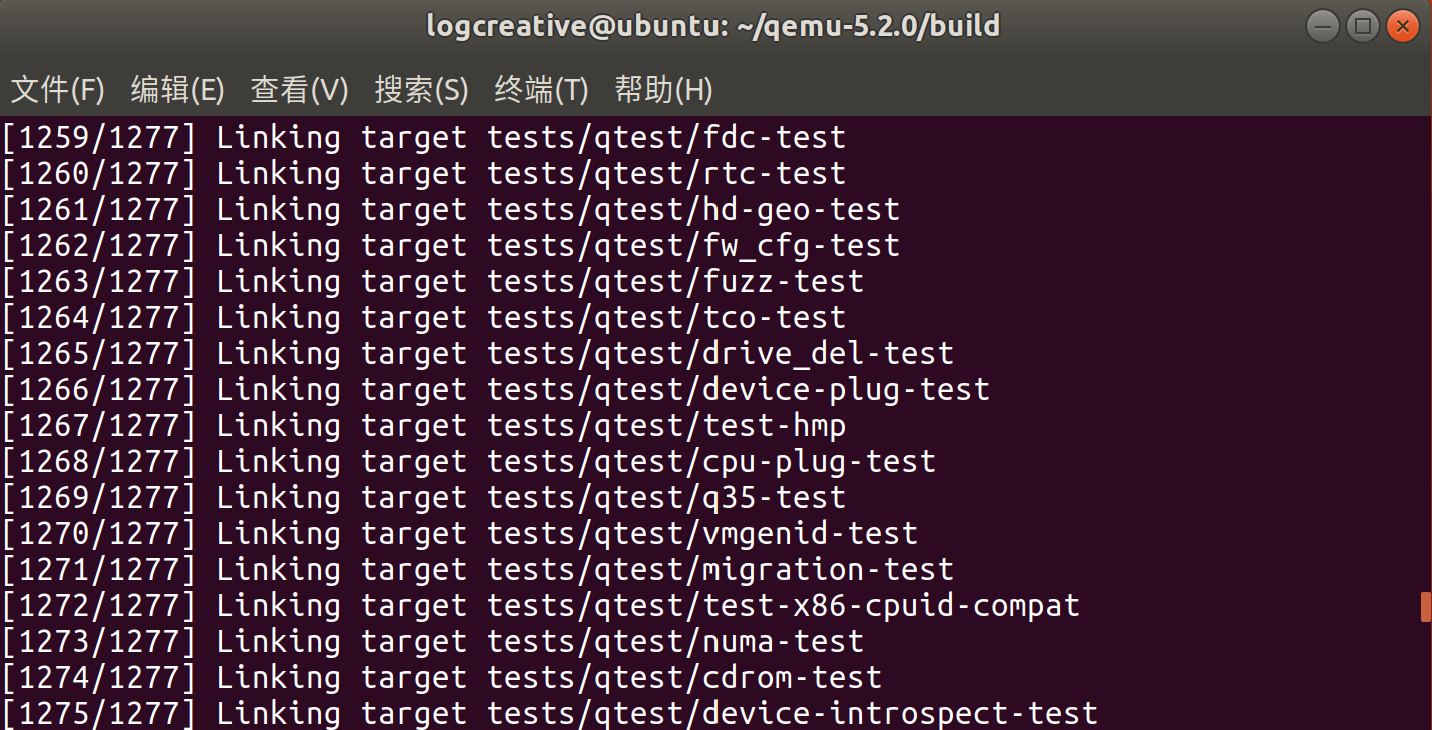 logcreative@ubuntu: ~/qemu-5.2.0/build
文件(F) 编辑(E) 查看(V) 搜索(S) 终端(T) 帮助(H)
[1259/1277] Linking target tests/qtest/fdc-test
[1260/1277] Linking target tests/qtest/rtc-test
[1261/1277] Linking target tests/qtest/hd-geo-test
[1262/1277] Linking target tests/qtest/fw_cfg-test
[1263/1277] Linking target tests/qtest/fuzz-test
[1264/1277] Linking target tests/qtest/tco-test
[1265/1277] Linking target tests/qtest/drive_del-test
[1266/1277] Linking target tests/qtest/device-plug-test
[1267/1277] Linking target tests/qtest/test-hmp
[1268/1277] Linking target tests/qtest/cpu-plug-test
[1269/1277] Linking target tests/qtest/q35-test
[1270/1277] Linking target tests/qtest/vmgenid-test
[1271/1277] Linking target tests/qtest/migration-test
[1272/1277] Linking target tests/qtest/test-x86-cpuid-compat
[1273/1277] Linking target tests/qtest/numa-test
[1274/1277] Linking target tests/qtest/cdrom-test
[1275/1277] Linking target tests/qtest/device-introspect-test